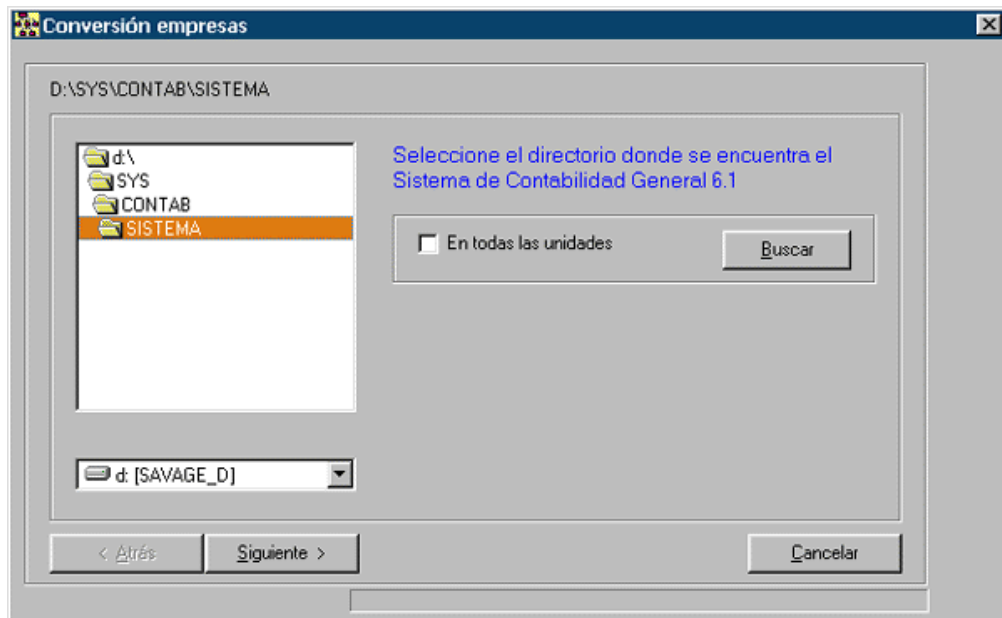 Conversión empresas
D:\SYS\CONTAB\SISTEMA
d:\
SYS
CONTAB
SISTEMA
Seleccione el directorio donde se encuentra el
Sistema de Contabilidad General 6.1
En todas las unidades
Buscar
d: [SAVAGE_D]
< Atrás
Siguiente >
Cancelar